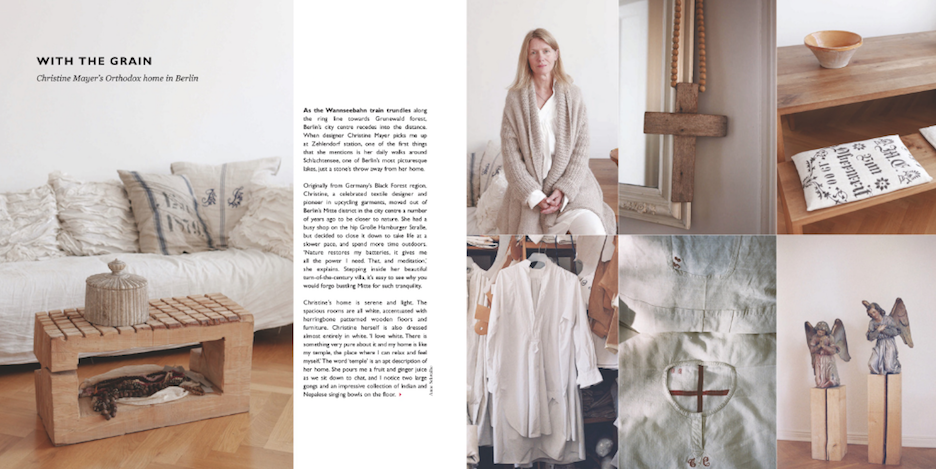 WITH THE GRAIN
Christine Mayer's Orthodox home in Berlin
As the Wannseebahn train trundles along
the ring line towards Grunewald forest,
Berlin's city centre recedes into the distance.
When designer Christine Mayer picks me up
at Zehlendorf station, one of the first things
that she mentions is her daily walks around
Schlachtensee, one of Berlin's most picturesque
lakes, just a stone's throw away from her home.
Originally from Germany's Black Forest region,
Christine, a celebrated textile designer and
pioneer in upcycling garments, moved out of
Berlin's Mitte district in the city centre a number
of years ago to be closer to nature. She had a
busy shop on the hip Große Hamburger Straße,
but decided to close it down to take life at a
slower pace, and spend more time outdoors.
'Nature restores my batteries, it gives me
all the power I need. That, and meditation,'
she explains. Stepping inside her beautiful
turn-of-the-century villa, it's easy to see why you
would forgo bustling Mitte for such tranquility.
Christine's home is serene and light. The
spacious rooms are all white, accentuated with
herringbone patterned wooden floors and
furniture. Christine herself is also dressed
almost entirely in white. 'I love white. There is
something very pure about it and my home is like
my temple, the place where I can relax and feel
myself.' The word 'temple' is an apt description of
her home. She pours me a fruit and ginger juice
as we sit down to chat, and I notice two large
gongs and an impressive collection of Indian and
Nepalese singing bowls on the floor.